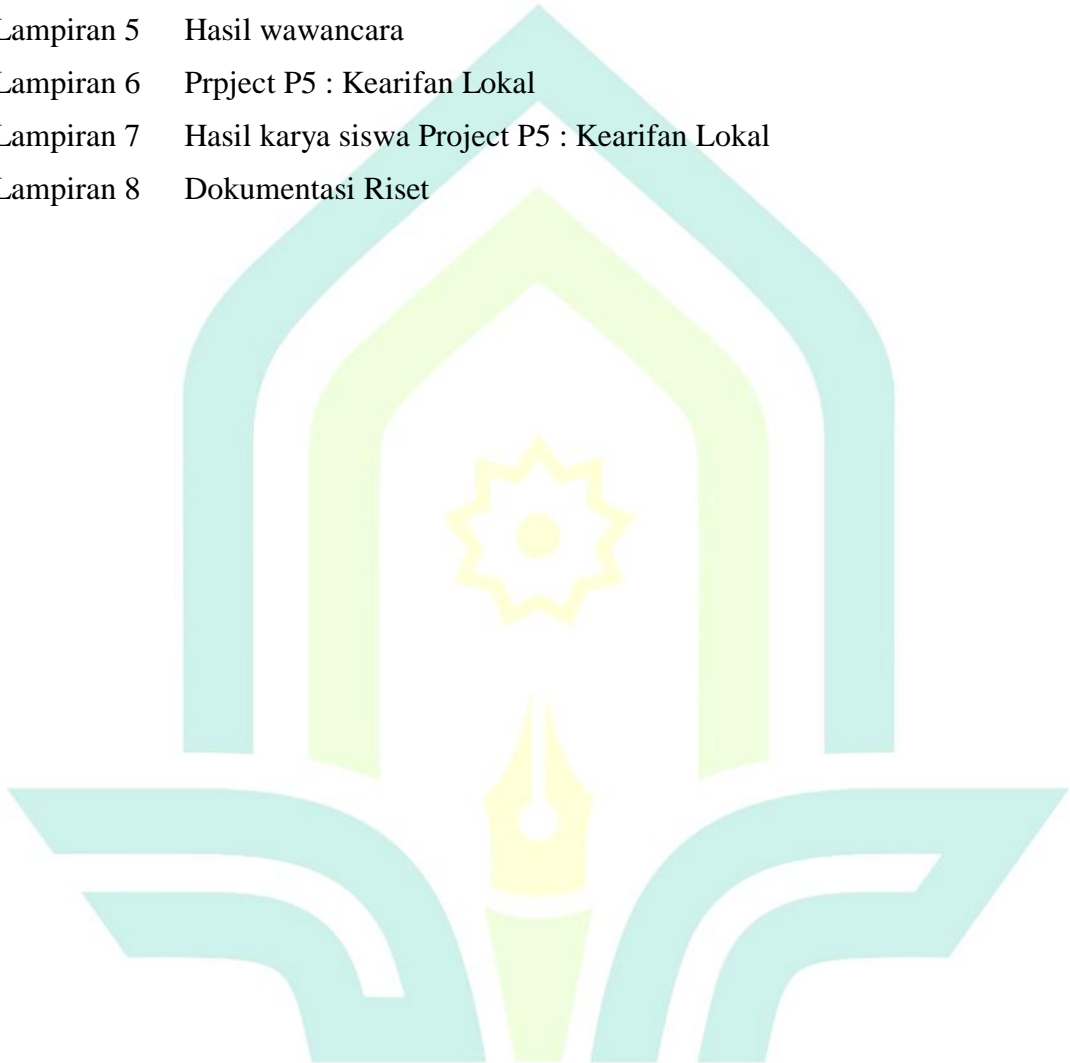 Lampiran 5 Hasil wawancara
Lampiran 6 Prpject P5 : Kearifan Lokal
Lampiran 7 Hasil karya siswa Project P5 : Kearifan Lokal
Lampiran 8 Dokumentasi Riset